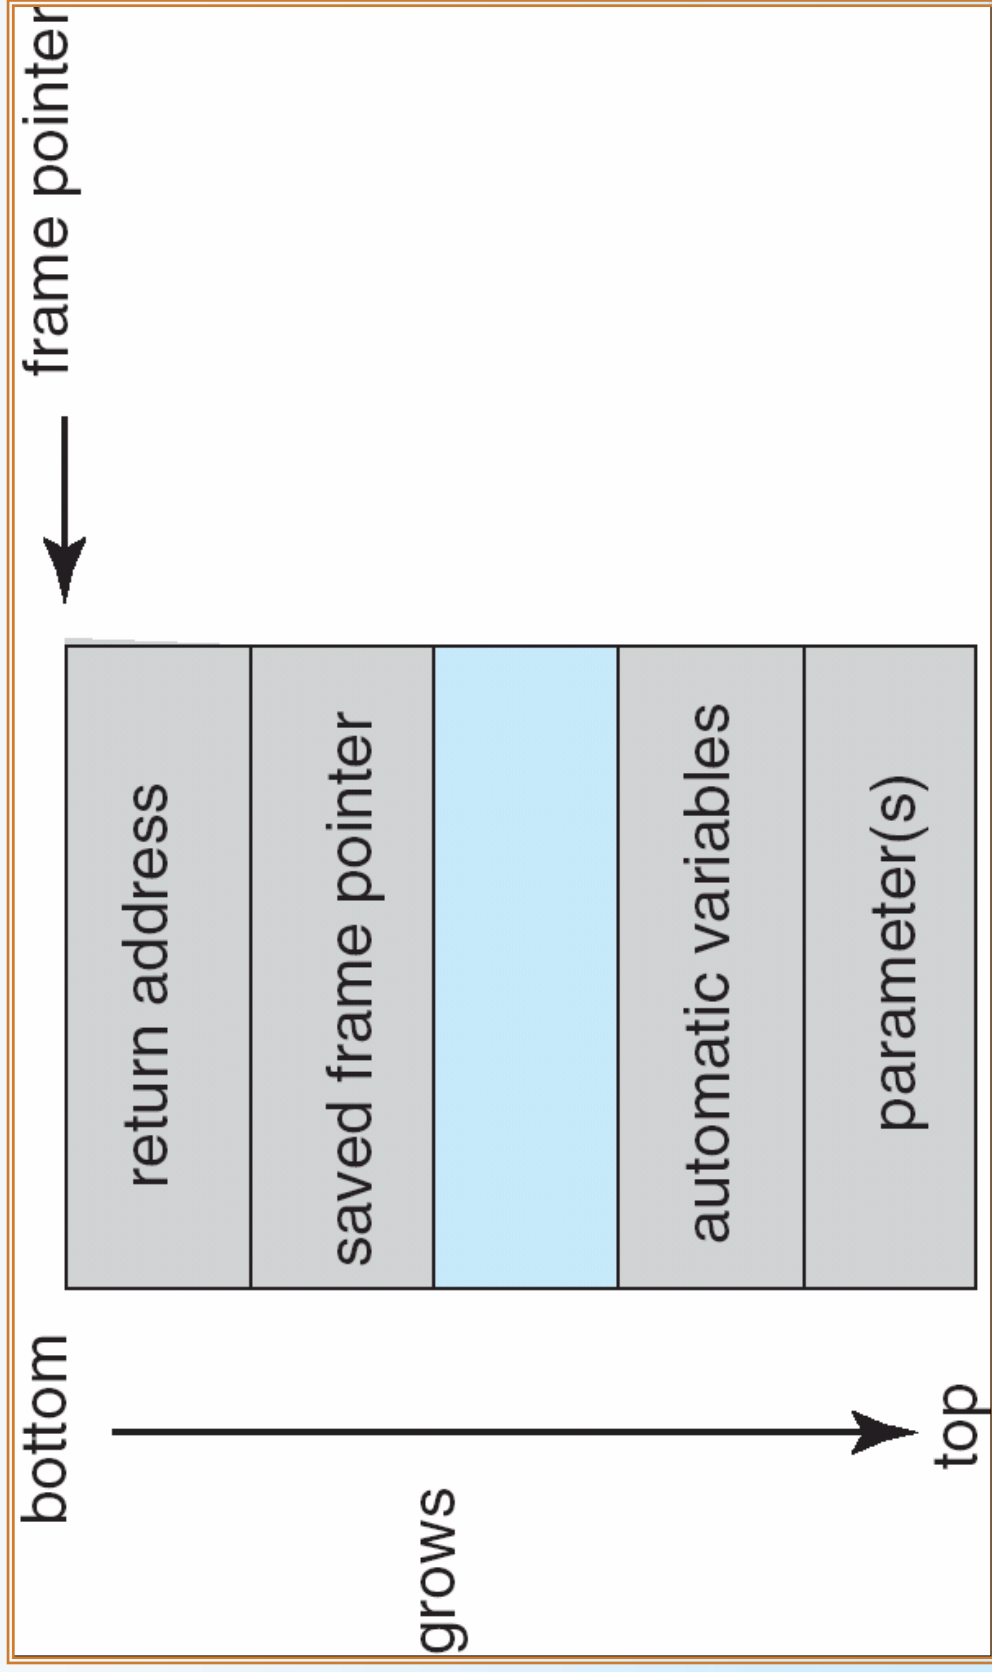 bottom
frame pointer
return address
saved frame pointer
grows
automatic variables
parameter(s)
top